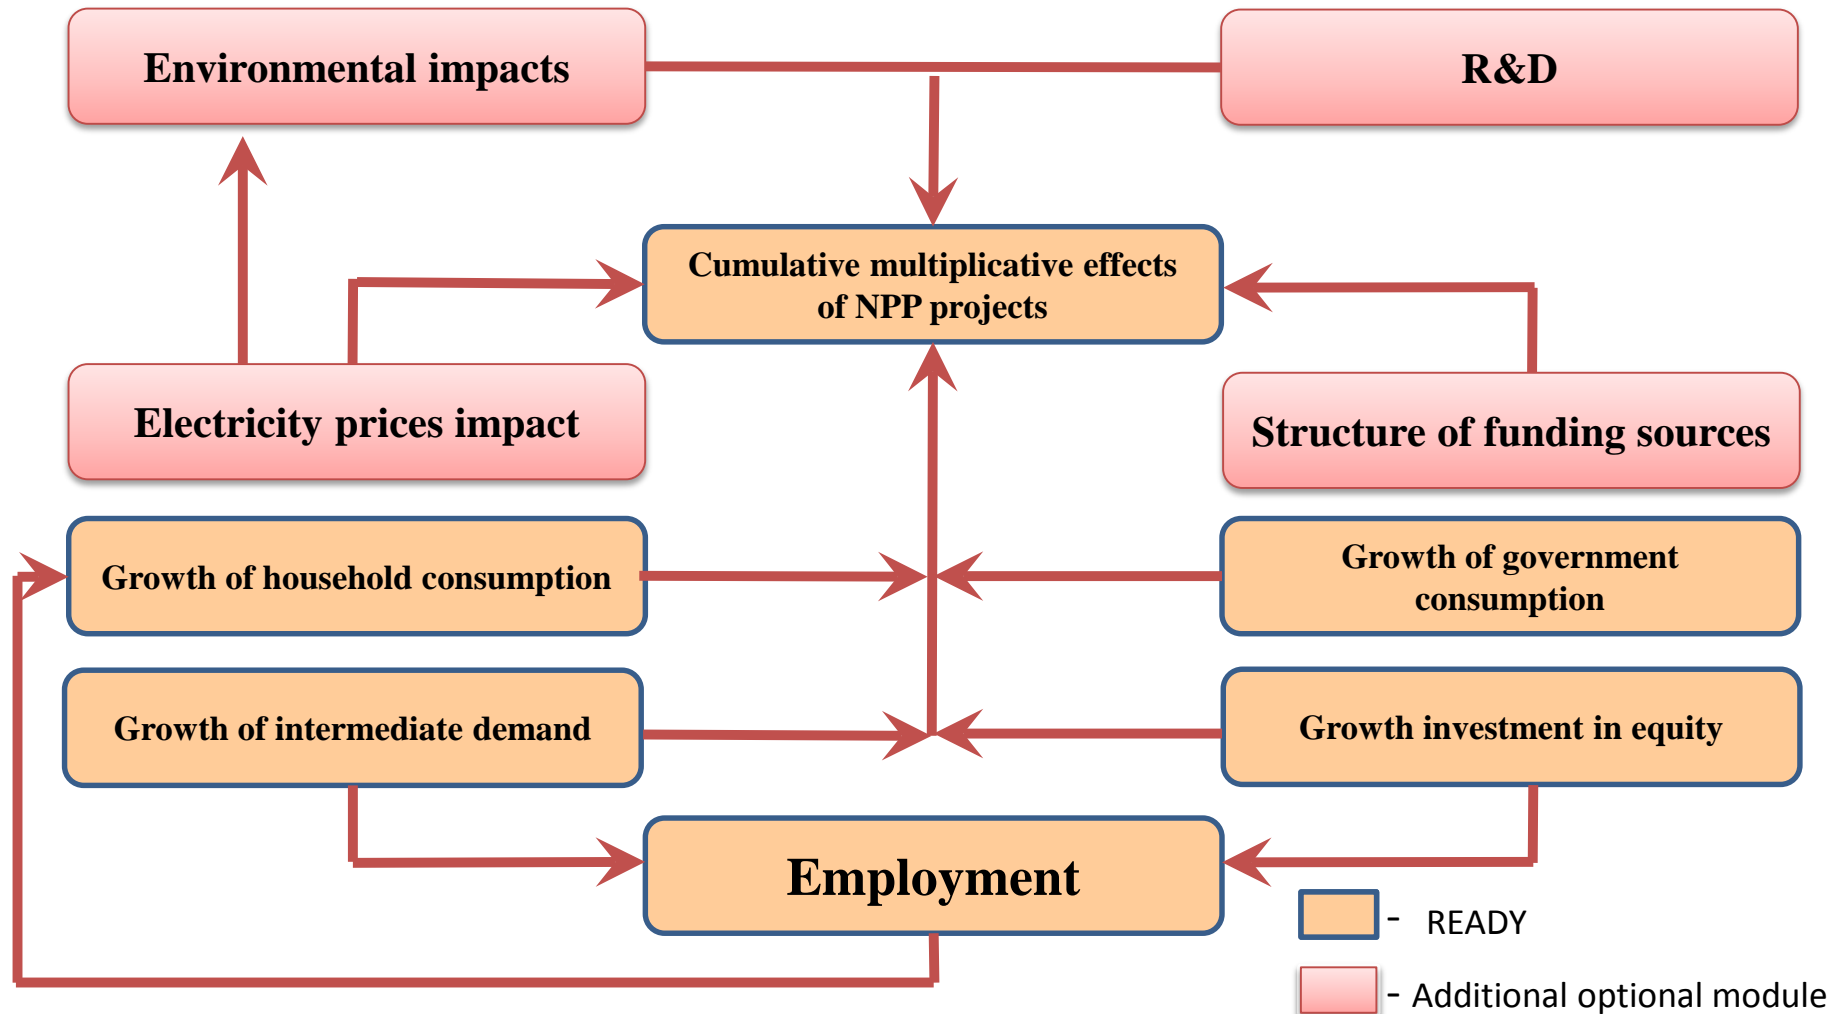 Environmental impacts
R&D
Cumulative multiplicative effects
of NPP projects
Electricity prices impact
Structure of funding sources
Growth of household consumption
Growth of government
consumption
Growth of intermediate demand
Growth investment in equity
Employment
- READY
- Additional optional module